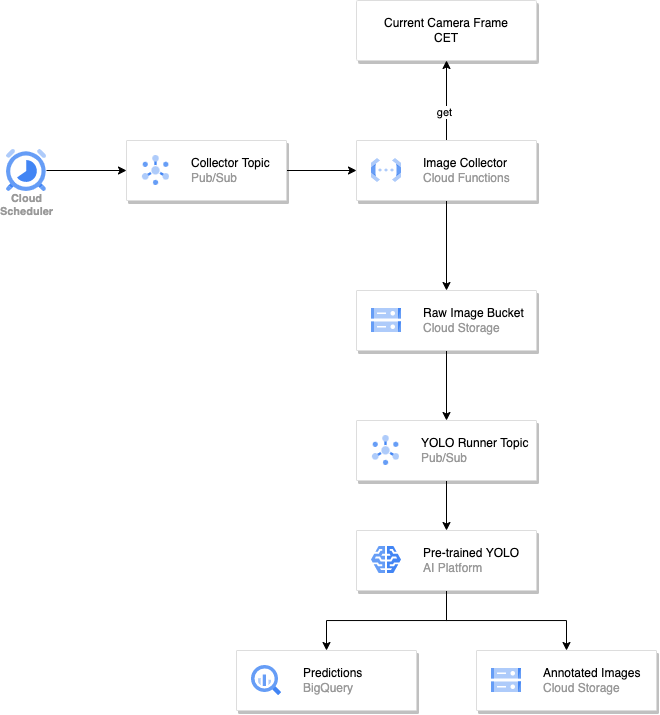 Current Camera Frame
CET
get
Cloud
Scheduler
Collector Topic
Pub/Sub
Image Collector
Cloud Functions
Raw Image Bucket
Cloud Storage
YOLO Runner Topic
Pub/Sub
Pre-trained YOLO
AI Platform
Predictions
BigQuery
Annotated Images
Cloud Storage